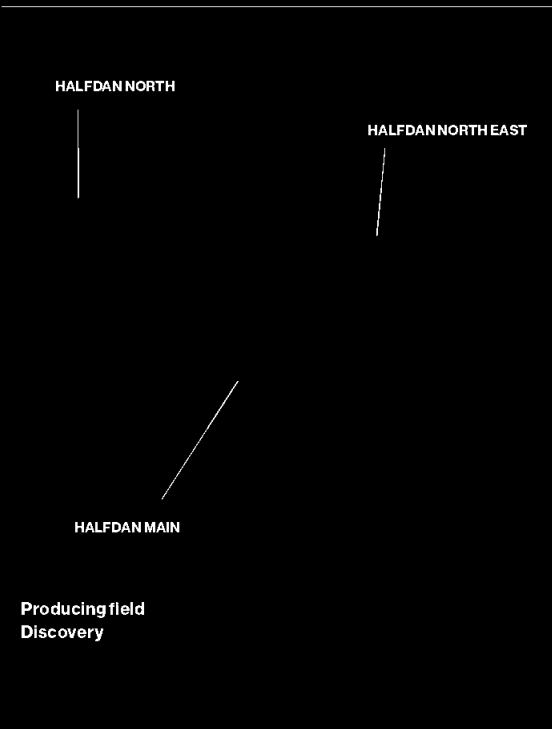 HALFDAN NORTH
HALFDAN NORTH EAST
HALFDAN MAIN
Producing field
Discovery